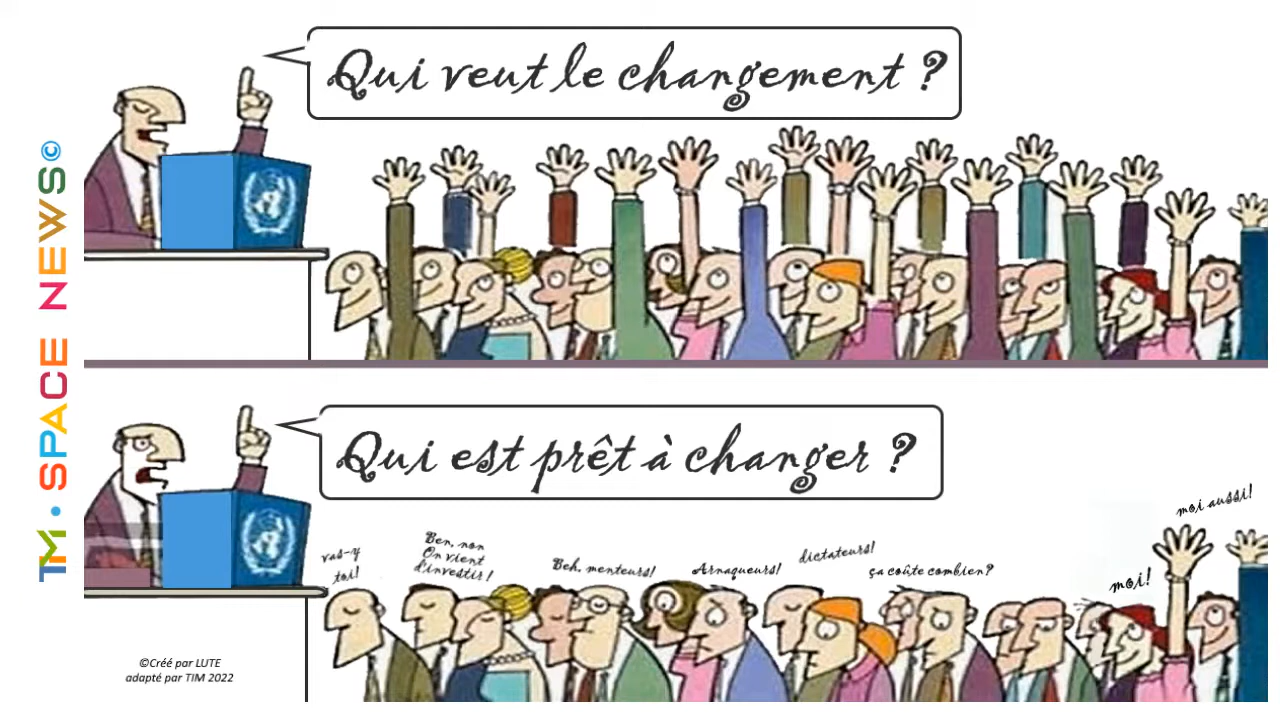 TM • SPACE NEWS©
Qui veut le changement ?
Qui est prêt à changer ?
vas-y
toi!
Ben, non
On vient
d'investir !
Beh, menteurs!
Arnaqueurs!
dictateurs!
ça coûte combien?
moi!
moi aussi!
©Créé par LUTE
adapté par TIM 2022